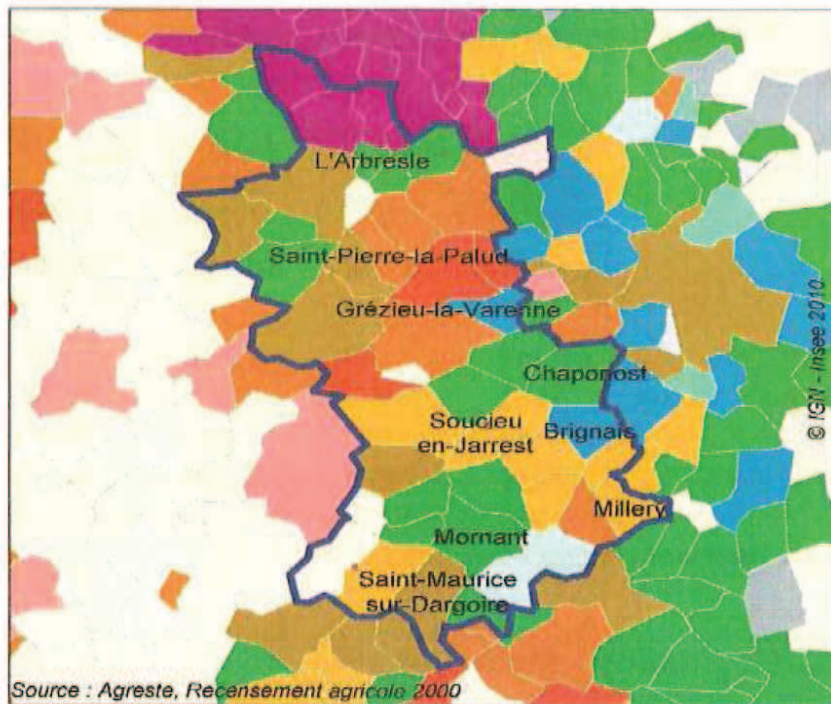 L'Arbresle
Saint-Pierre-la-Palud
Grézieu-la-Varenne
Chaponost
Soucieu
en-Jarrest
Brignais
Millery
Mornant
Saint-Maurice
sur-Dargoire
© IGN - Insee 2010
Source : Agreste, Recensement agricole 2000